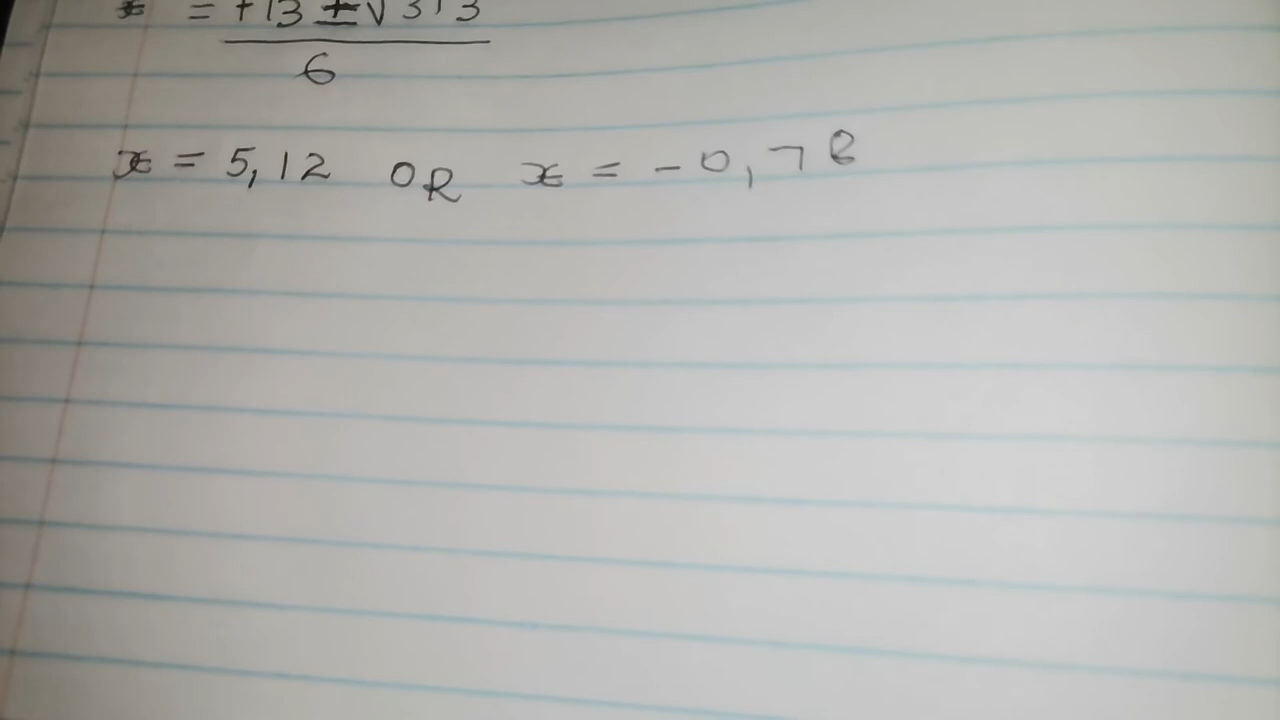 x = +13 ± √313
6
x = 5,12 OR x = -0,78